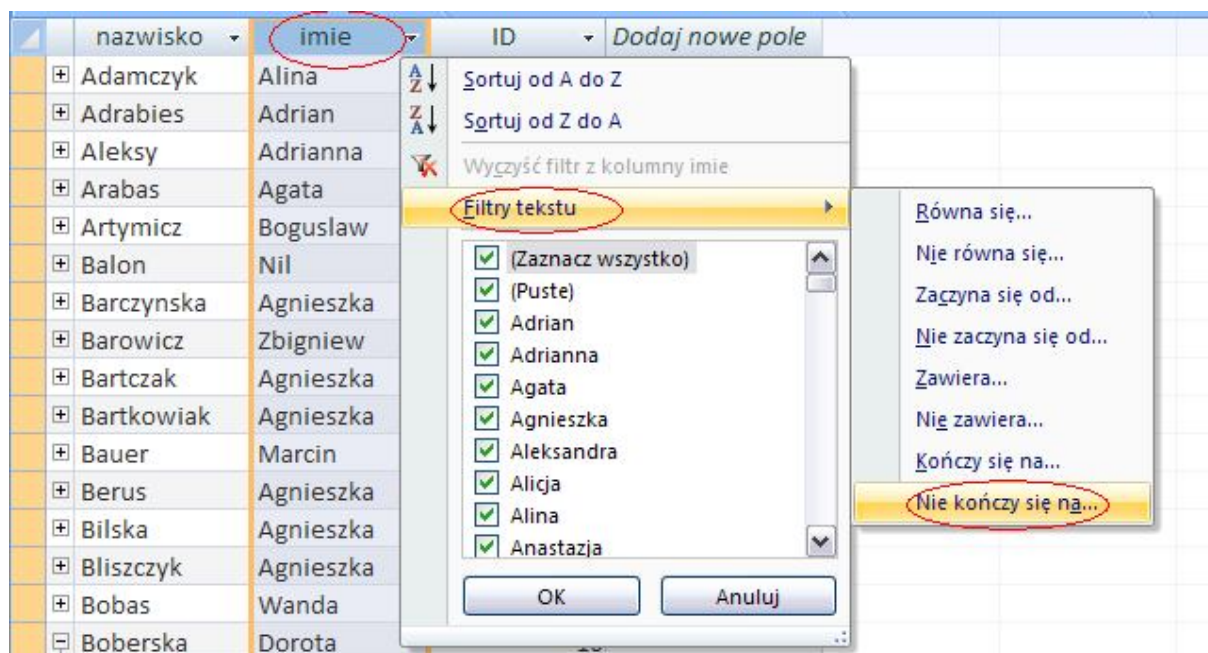 nazwisko imie ID Dodaj nowe pole
Adamczyk Alina
Adrabies Adrian
Aleksy Adrianna
Arabas Agata
Artymicz Boguslaw
Balon Nil
Barczynska Agnieszka
Barowicz Zbigniew
Bartczak Agnieszka
Bartkowiak Agnieszka
Bauer Marcin
Berus Agnieszka
Bilska Agnieszka
Bliszczyk Agnieszka
Bobas Wanda
Boberska Dorota
Sortuj od A do Z
Sortuj od Z do A
Wyczyść filtr z kolumny imie
Filtry tekstu
(Zaznacz wszystko)
(Puste)
Adrian
Adrianna
Agata
Agnieszka
Aleksandra
Alicja
Alina
Anastazja
OK Anuluj
Równa się...
Nie równa się...
Zaczyna się od...
Nie zaczyna się od...
Zawiera...
Nie zawiera...
Kończy się na...
Nie kończy się na...